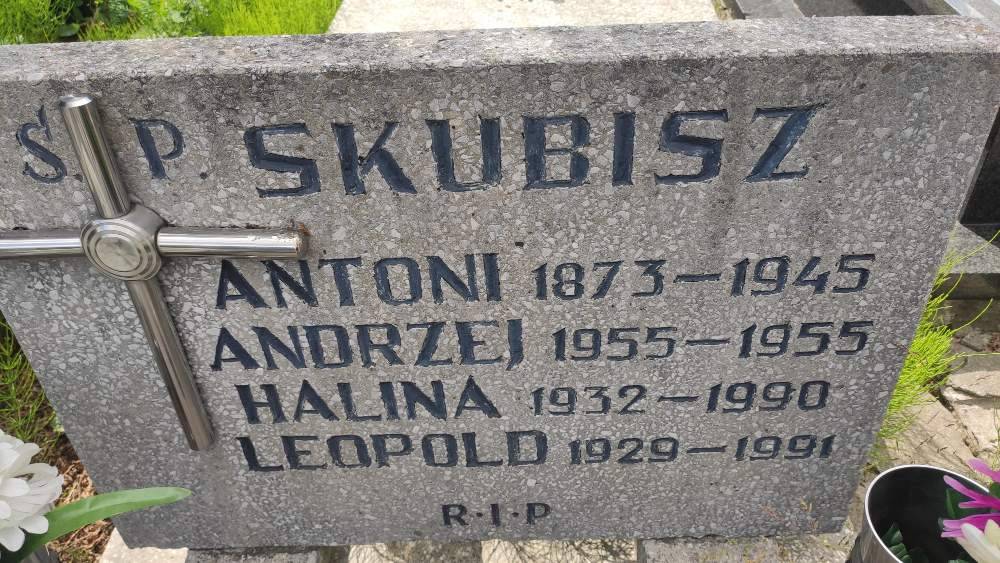 Ś. P. SKUBISZ
ANTONI 1873-1945
ANDRZEJ 1955-1955
HALINA 1932-1990
LEOPOLD 1929-1991
R·I·P